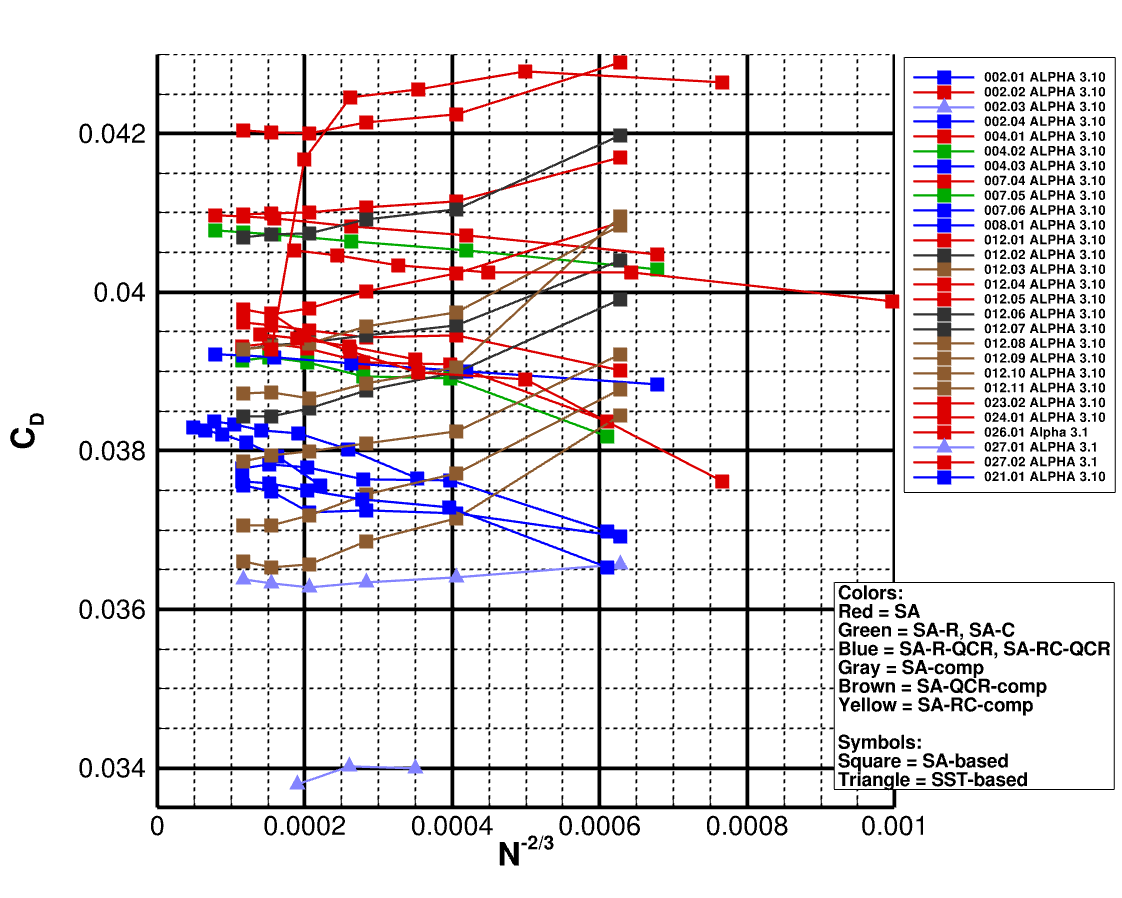 002.01 ALPHA 3.10
002.02 ALPHA 3.10
002.03 ALPHA 3.10
002.04 ALPHA 3.10
004.01 ALPHA 3.10
004.02 ALPHA 3.10
004.03 ALPHA 3.10
007.04 ALPHA 3.10
007.05 ALPHA 3.10
007.06 ALPHA 3.10
008.01 ALPHA 3.10
012.01 ALPHA 3.10
012.02 ALPHA 3.10
012.03 ALPHA 3.10
012.04 ALPHA 3.10
012.05 ALPHA 3.10
012.06 ALPHA 3.10
012.07 ALPHA 3.10
012.08 ALPHA 3.10
012.09 ALPHA 3.10
012.10 ALPHA 3.10
012.11 ALPHA 3.10
023.02 ALPHA 3.10
024.01 ALPHA 3.10
026.01 Alpha 3.1
027.01 ALPHA 3.1
027.02 ALPHA 3.1
021.01 ALPHA 3.10
0.042
0.04
0.038
0.036
0.034
C_D
Colors:
Red = SA
Green = SA-R, SA-C
Blue = SA-R-QCR, SA-RC-QCR
Gray = SA-comp
Brown = SA-QCR-comp
Yellow = SA-RC-comp
Symbols:
Square = SA-based
Triangle = SST-based
0 0.0002 0.0004 0.0006 0.0008 0.001
N^-2/3